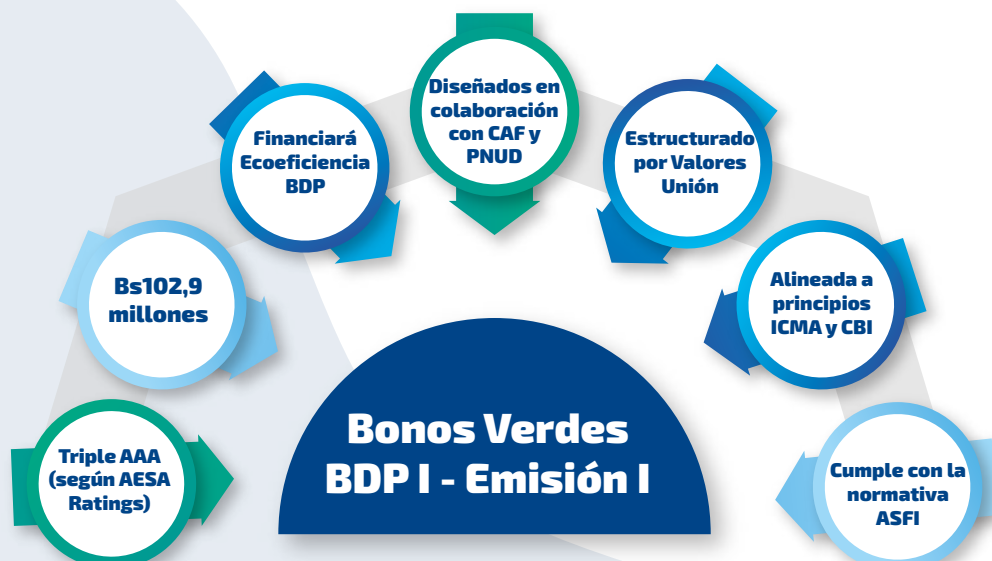 Triple AAA
(según AESA
Ratings)
Bs102,9
millones
Financiará
Ecoeficiencia
BDP
Diseñados en
colaboración
con CAF y
PNUD
Estructurado
por Valores
Unión
Alineada a
principios
ICMA y CBI
Cumple con la
normativa
ASFI
Bonos Verdes
BDP I - Emisión I